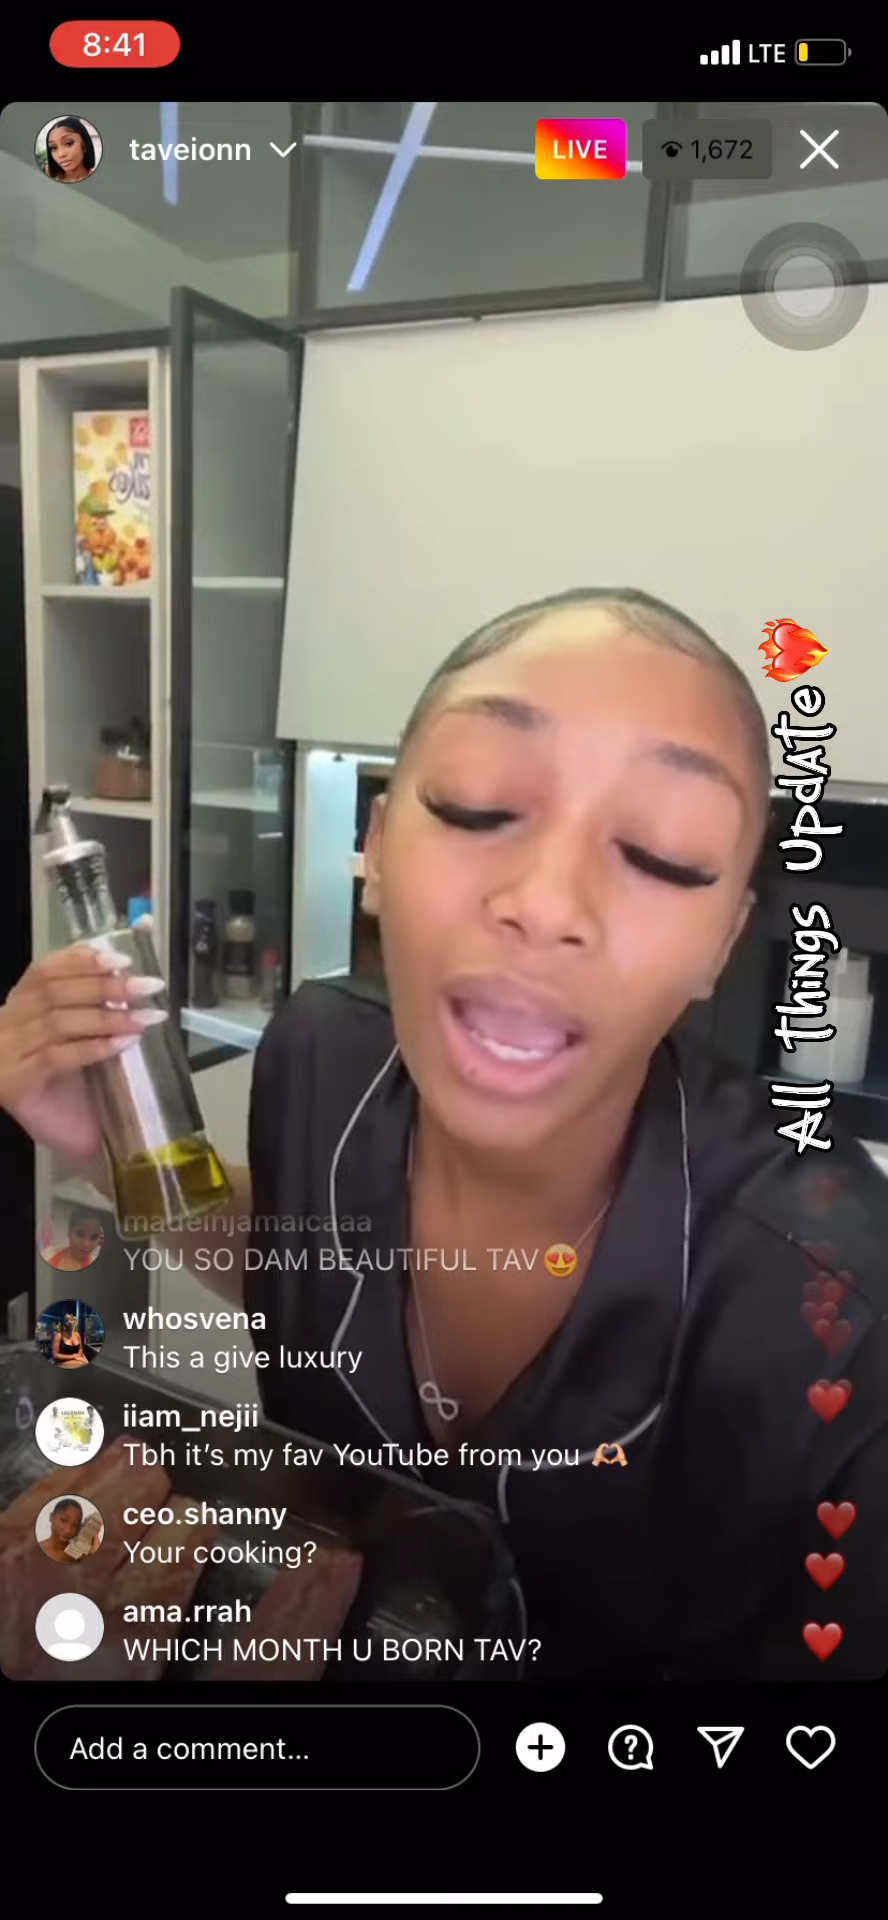 8:41
LTE
taveionn
LIVE
1,672
All Things Update
madeinjamaicaaa
YOU SO DAM BEAUTIFUL TAV😍
whosvena
This a give luxury
iiam_nejii
Tbh it’s my fav YouTube from you 🫶🏼
ceo.shanny
Your cooking?
ama.rrah
WHICH MONTH U BORN TAV?
Add a comment...